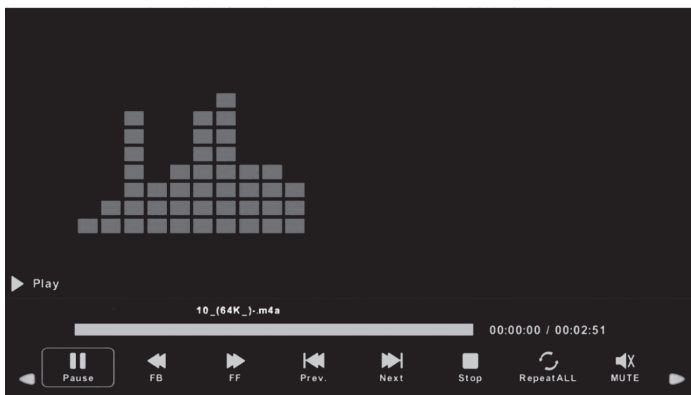 Play
10_(64K_)-.m4a
00:00:00 / 00:02:51
Pause FB FF Prev. Next Stop RepeatALL MUTE